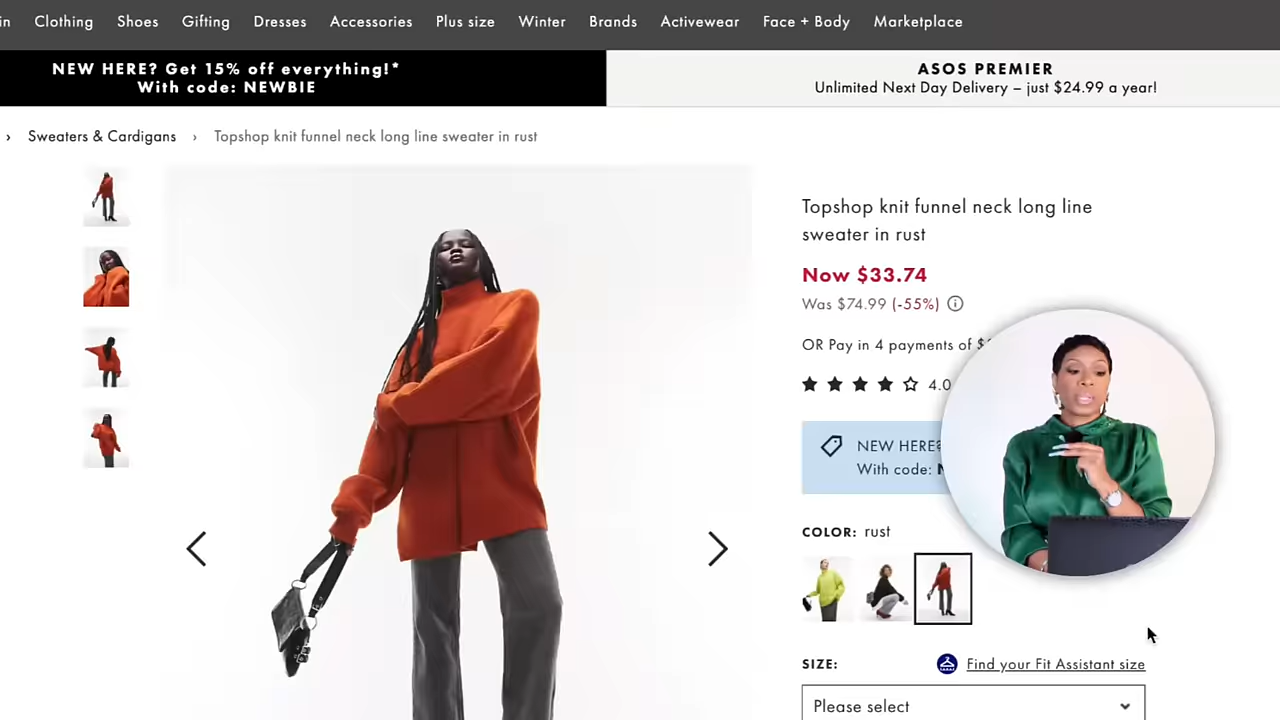 in Clothing Shoes Gifting Dresses Accessories Plus size Winter Brands Activewear Face + Body Marketplace
NEW HERE? Get 15% off everything!*
With code: NEWBIE
ASOS PREMIER
Unlimited Next Day Delivery – just $24.99 a year!
› Sweaters & Cardigans › Topshop knit funnel neck long line sweater in rust
Topshop knit funnel neck long line
sweater in rust
Now $33.74
Was $74.99 (-55%)
OR Pay in 4 payments of
4.0
NEW HERE?
With code:
COLOR: rust
SIZE:
Find your Fit Assistant size
Please select